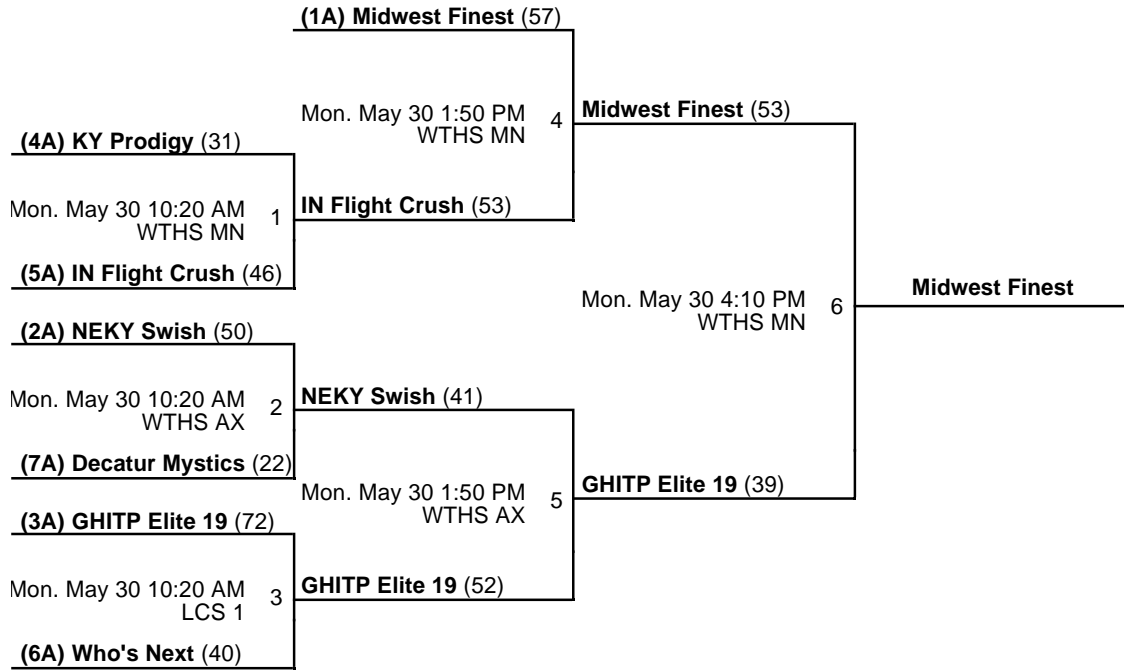 (1A) Midwest Finest (57)
Mon. May 30 1:50 PM 4
WTHS MN
Midwest Finest (53)
(4A) KY Prodigy (31)
Mon. May 30 10:20 AM 1
WTHS MN
IN Flight Crush (53)
(5A) IN Flight Crush (46)
Mon. May 30 4:10 PM 6
WTHS MN
Midwest Finest
(2A) NEKY Swish (50)
Mon. May 30 10:20 AM 2
WTHS AX
NEKY Swish (41)
(7A) Decatur Mystics (22)
Mon. May 30 1:50 PM 5
WTHS AX
GHITP Elite 19 (39)
(3A) GHITP Elite 19 (72)
Mon. May 30 10:20 AM 3
LCS 1
GHITP Elite 19 (52)
(6A) Who's Next (40)